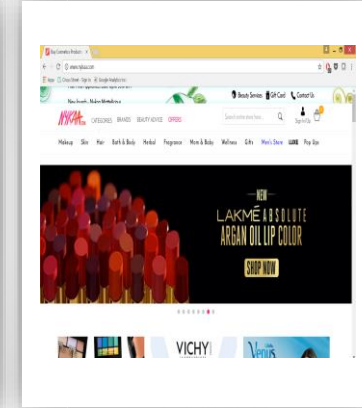 www.nykaa.com
Beauty Services Gift Card Contact Us
NYKAA CATEGORIES BRANDS BEAUTY ADVICE OFFERS
Makeup Skin Hair Bath & Body Herbal Fragrance Mom & Baby Wellness Gifts Men's Store LUXE Pop Ups
NEW
LAKMÉ ABSOLUTE
ARGAN OIL LIP COLOR
SHOP NOW
VICHY
Venus